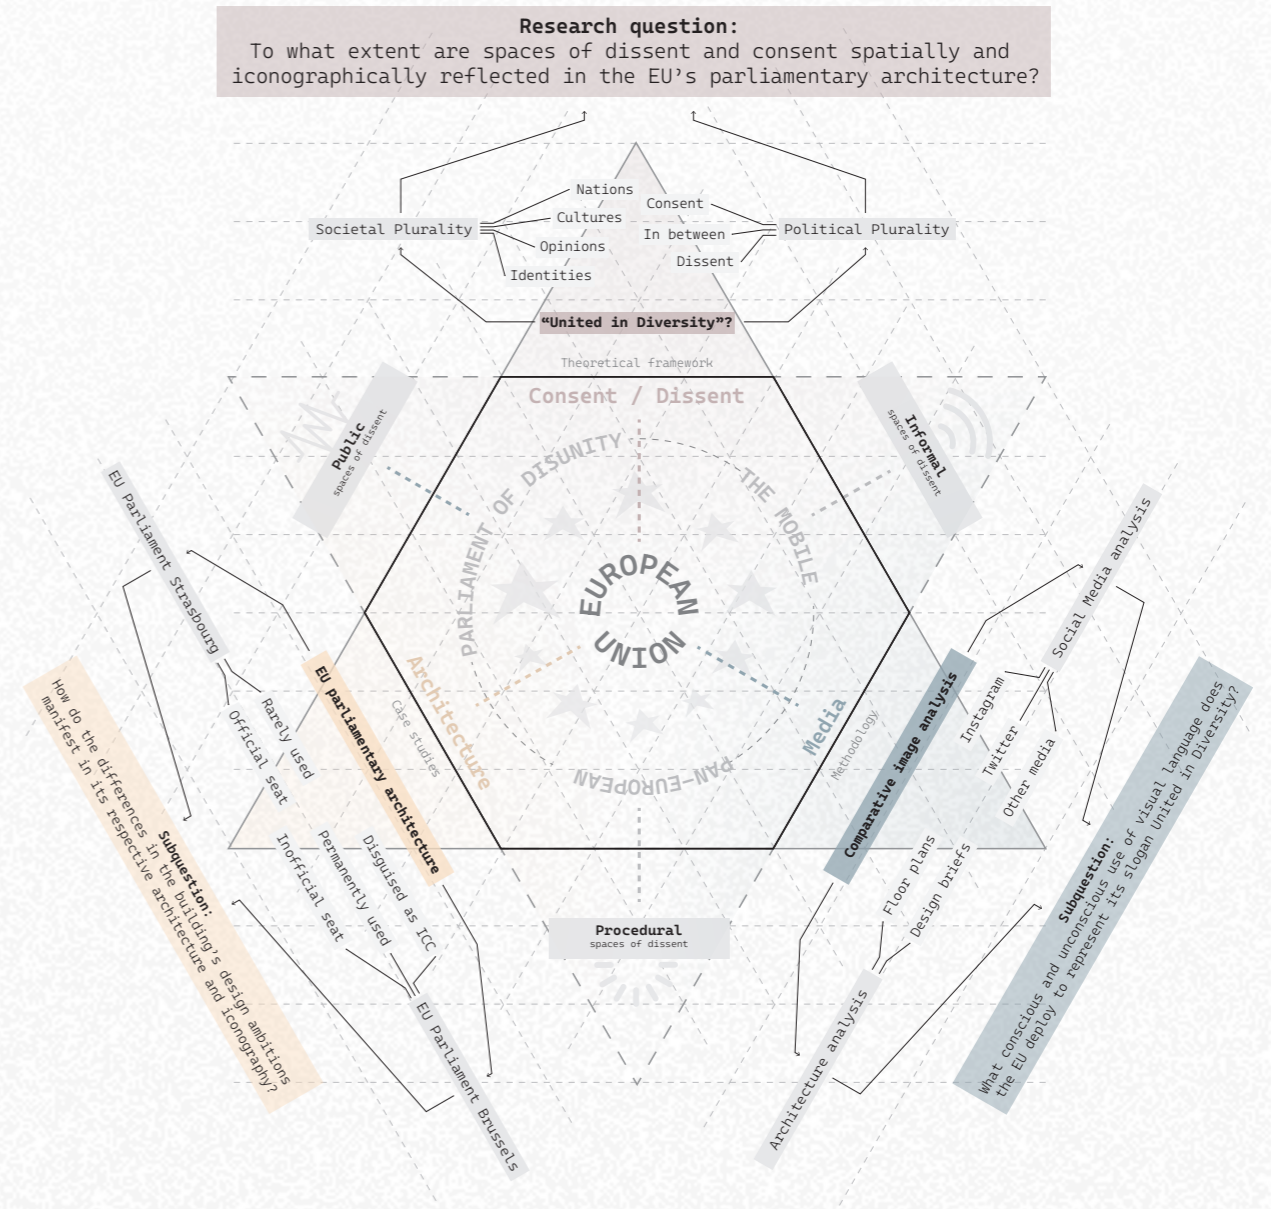 Research question:
To what extent are spaces of dissent and consent spatially and
iconographically reflected in the EU’s parliamentary architecture?
Societal Plurality
Nations
Cultures
Opinions
Identities
Consent
In between
Dissent
Political Plurality
“United in Diversity”?
Theoretical framework
Consent / Dissent
Public
spaces of dissent
Informal
spaces of dissent
PARLIAMENT OF DISUNITY
THE MOBILE
PAN-EUROPEAN
EUROPEAN
UNION
Architecture
Case studies
Media
Methodology
EU Parliament Strasbourg
Rarely used
Official seat
EU parliamentary architecture
Subquestion:
How do the differences in the building’s design ambitions
manifest in its respective architecture and iconography?
Disguised as ICC
Permanently used
Inofficial seat
EU Parliament Brussels
Procedural
spaces of dissent
Social Media analysis
Instagram
Twitter
Other media
Comparative image analysis
Floor plans
Design briefs
Architecture analysis
Subquestion:
What conscious and unconscious use of visual language does
the EU deploy to represent its slogan United in Diversity?